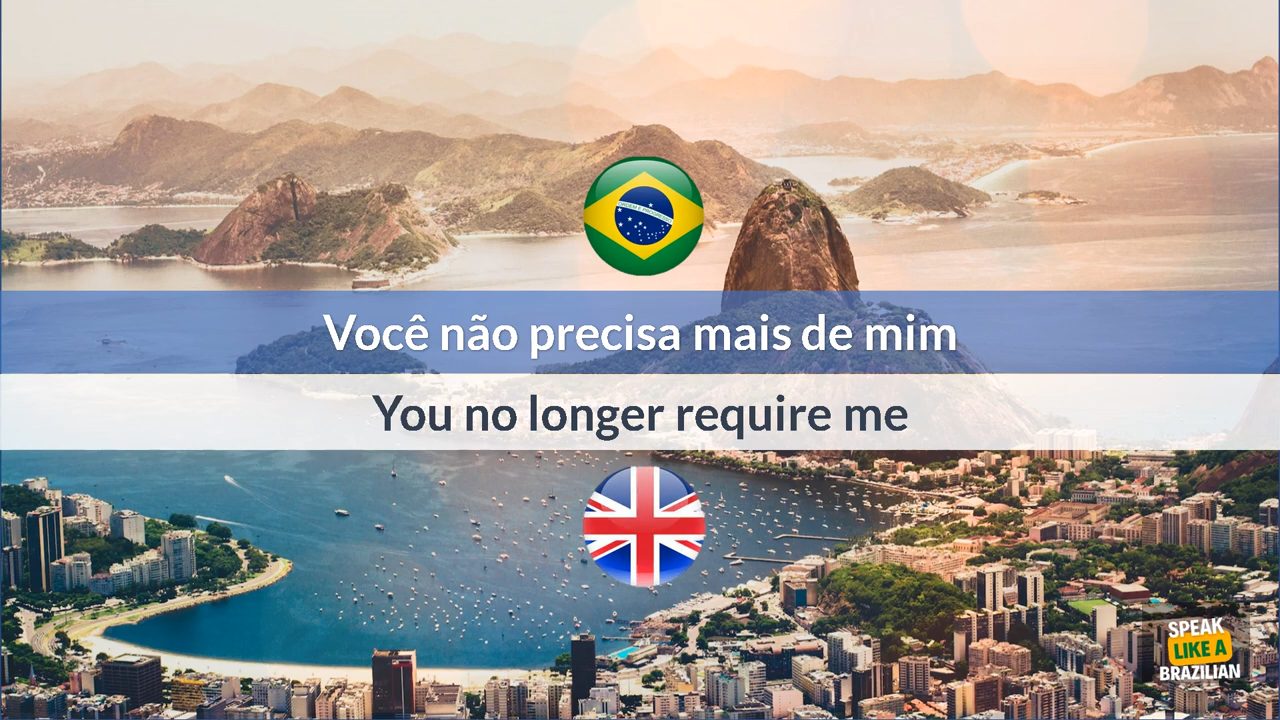 Você não precisa mais de mim
You no longer require me
SPEAK
LIKE A
BRAZILIAN